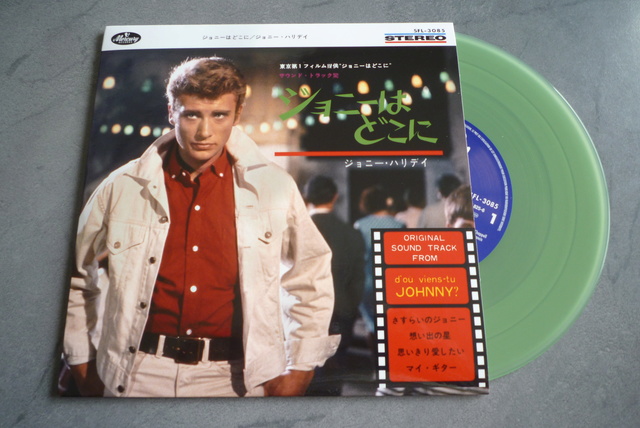 Mercury
ジョニーはどこに／ジョニー・ハリデイ
SFL-3085
STEREO
東京第1フィルム提供“ジョニーはどこに”
サウンド・トラック盤
ジョニーは
どこに
ジョニー・ハリデイ
ORIGINAL
SOUND TRACK
FROM
d'ou viens-tu
JOHNNY?
さすらいのジョニー
想い出の星
思いきり愛したい
マイ・ギター
SFL-3085
1